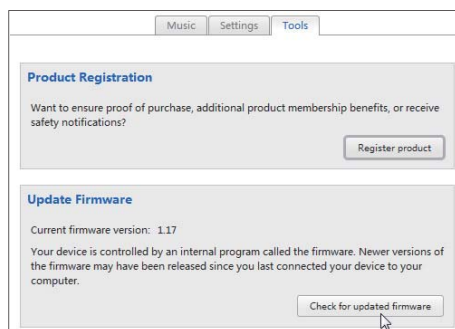 Music Settings Tools
Product Registration
Want to ensure proof of purchase, additional product membership benefits, or receive
safety notifications?
Register product
Update Firmware
Current firmware version: 1.17
Your device is controlled by an internal program called the firmware. Newer versions of
the firmware may have been released since you last connected your device to your
computer.
Check for updated firmware